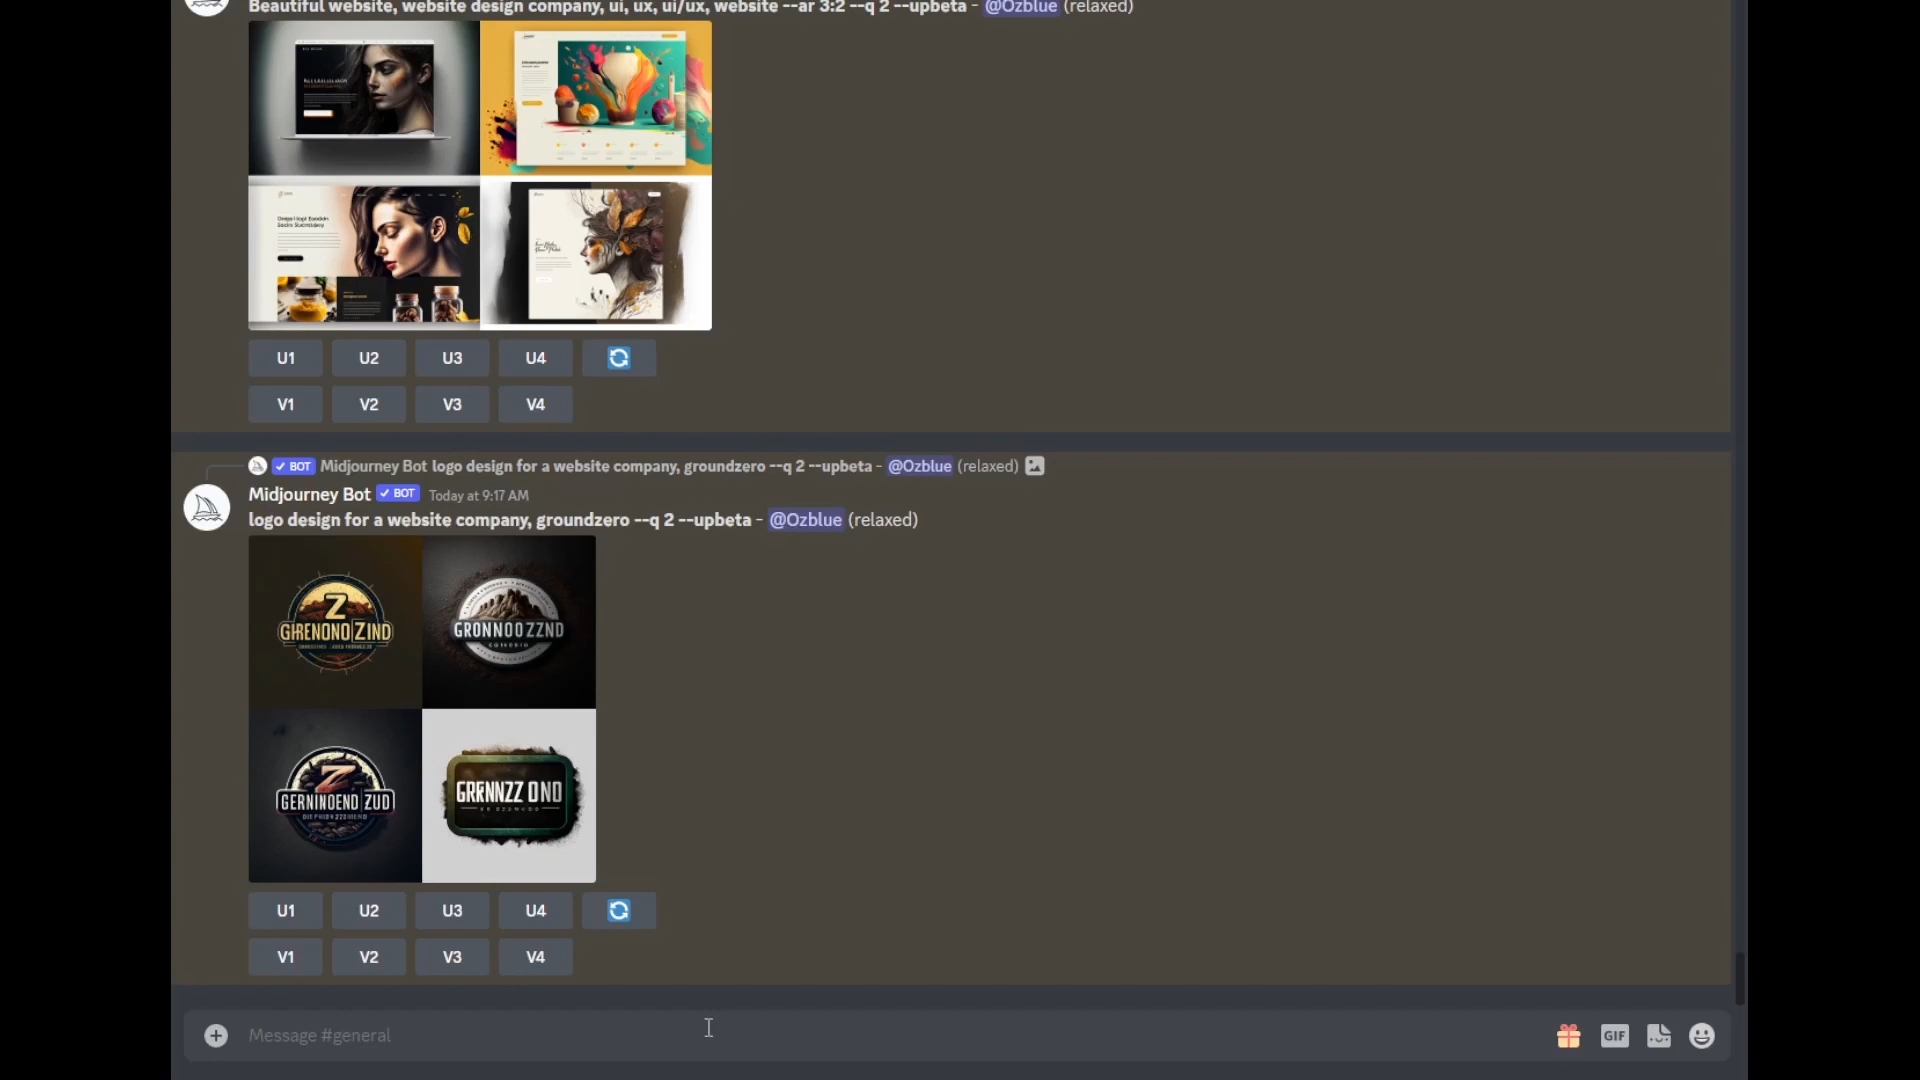 Beautiful website, website design company, ui, ux, ui/ux, website --ar 3:2 --q 2 --upbeta - @Ozblue (relaxed)
U1 U2 U3 U4
V1 V2 V3 V4
BOT Midjourney Bot logo design for a website company, groundzero --q 2 --upbeta - @Ozblue (relaxed)
Midjourney Bot BOT Today at 9:17 AM
logo design for a website company, groundzero --q 2 --upbeta - @Ozblue (relaxed)
Z
GIRENONO ZIND
GRONNOOZZND
Z
GERNINOEND ZUD
GRRNNZZ ONO
U1 U2 U3 U4
V1 V2 V3 V4
Message #general
GIF